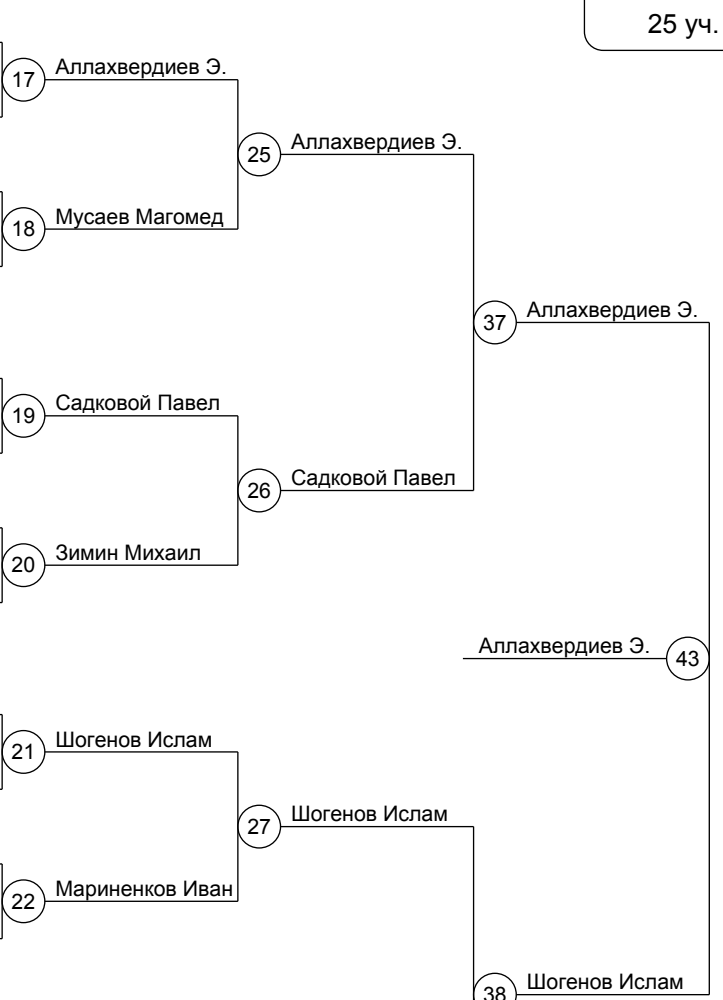 25 уч.
17 Аллахвердиев Э.
25 Аллахвердиев Э.
18 Мусаев Магомед
37 Аллахвердиев Э.
19 Садковой Павел
26 Садковой Павел
20 Зимин Михаил
Аллахвердиев Э. 43
21 Шогенов Ислам
27 Шогенов Ислам
22 Мариненков Иван
38 Шогенов Ислам